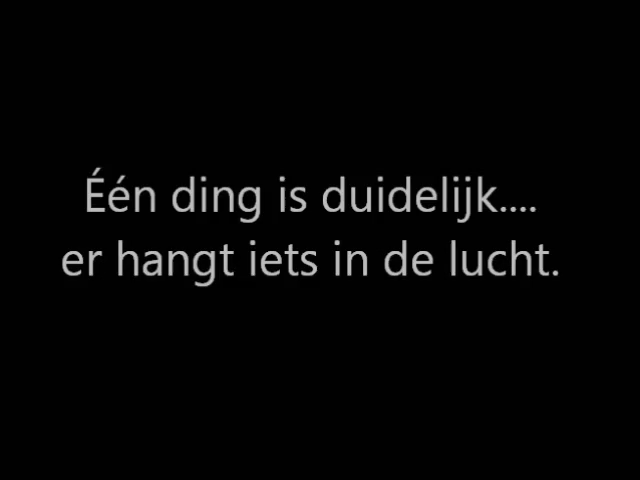 Één ding is duidelijk....
er hangt iets in de lucht.